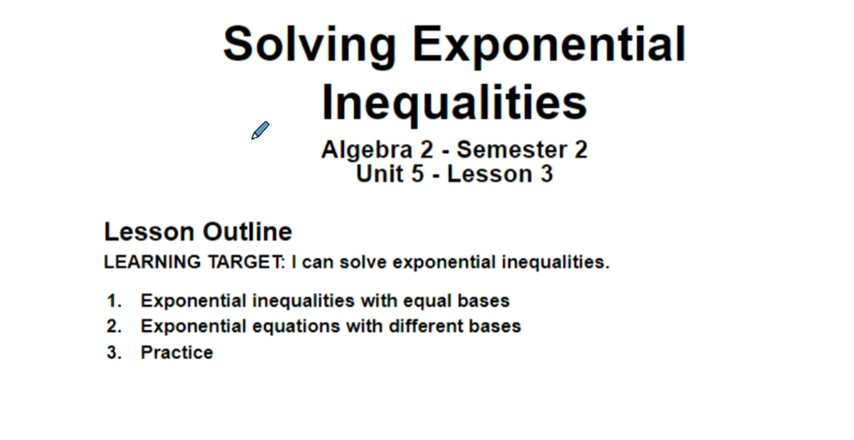 Solving Exponential
Inequalities
Algebra 2 - Semester 2
Unit 5 - Lesson 3
Lesson Outline
LEARNING TARGET: I can solve exponential inequalities.
1. Exponential inequalities with equal bases
2. Exponential equations with different bases
3. Practice